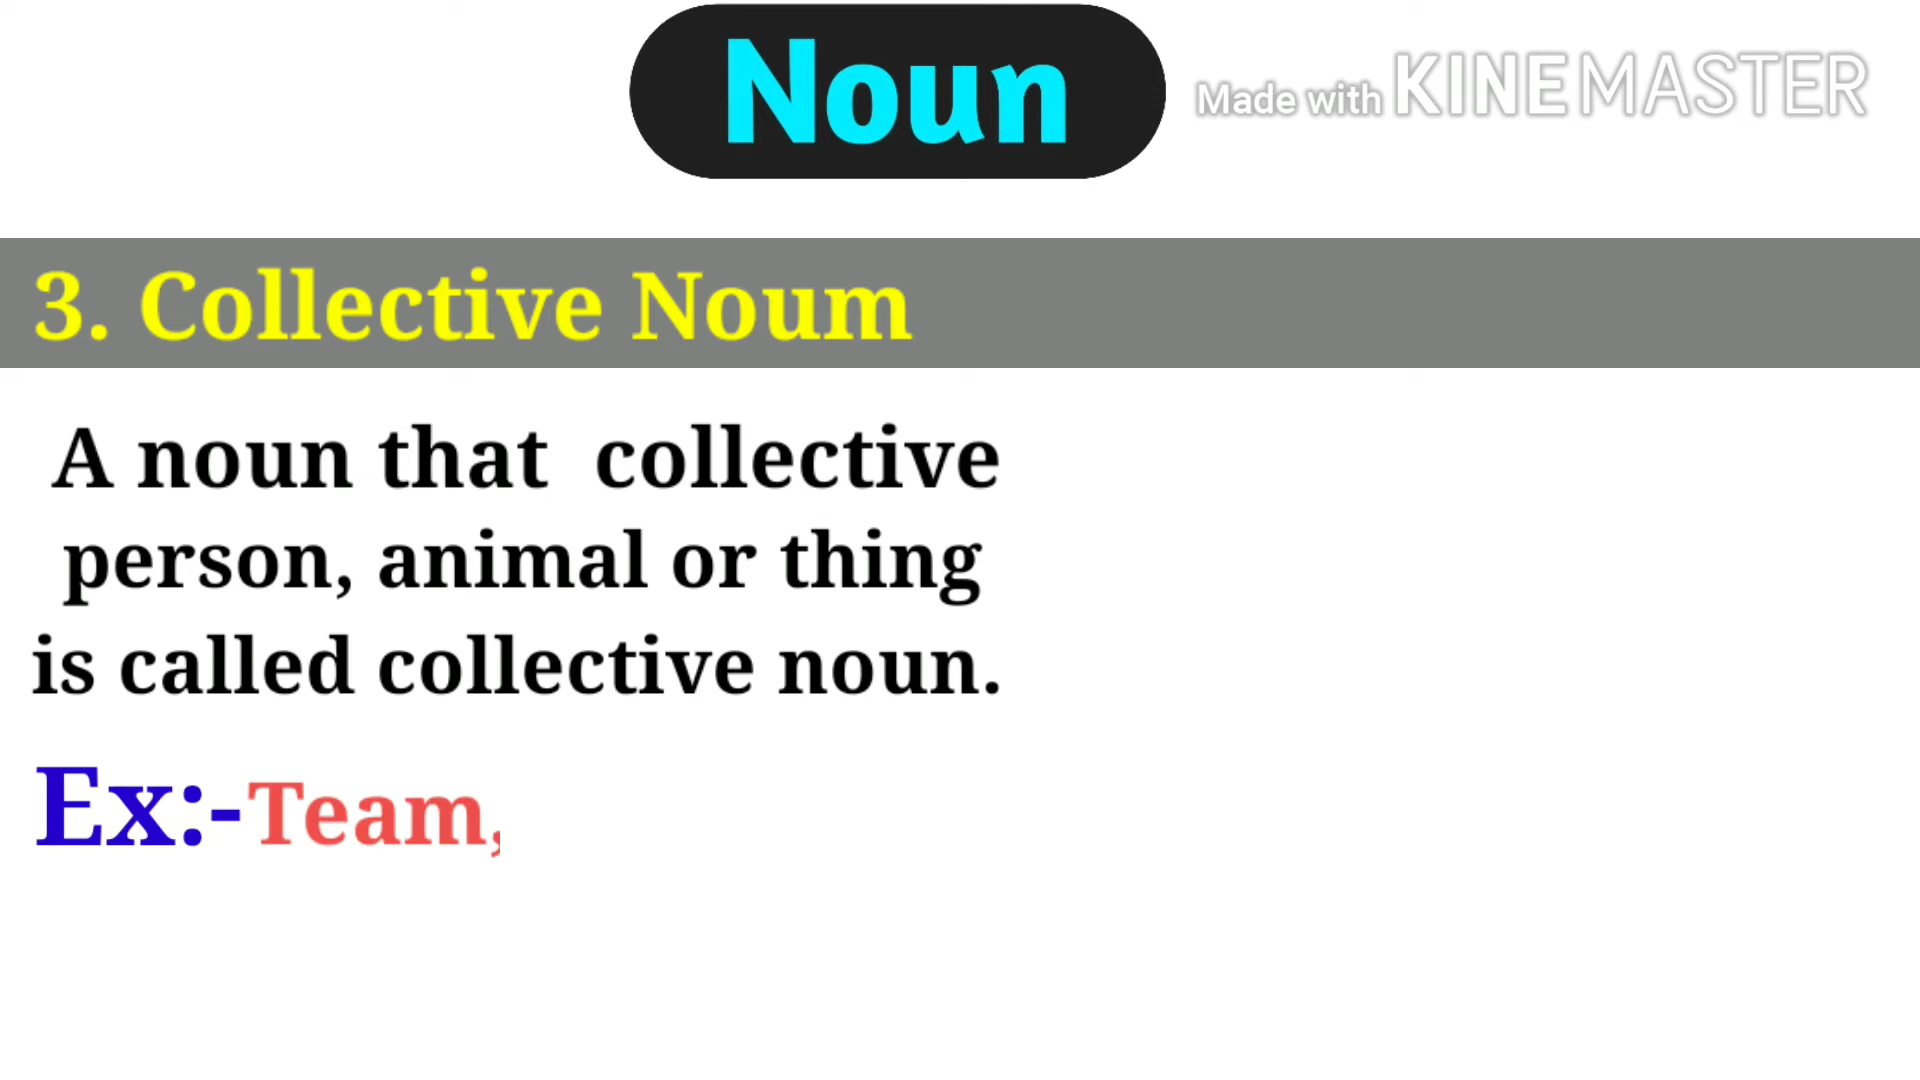 Noun
Made with KINEMASTER
3. Collective Noum
A noun that collective
person, animal or thing
is called collective noun.
Ex:-Team,